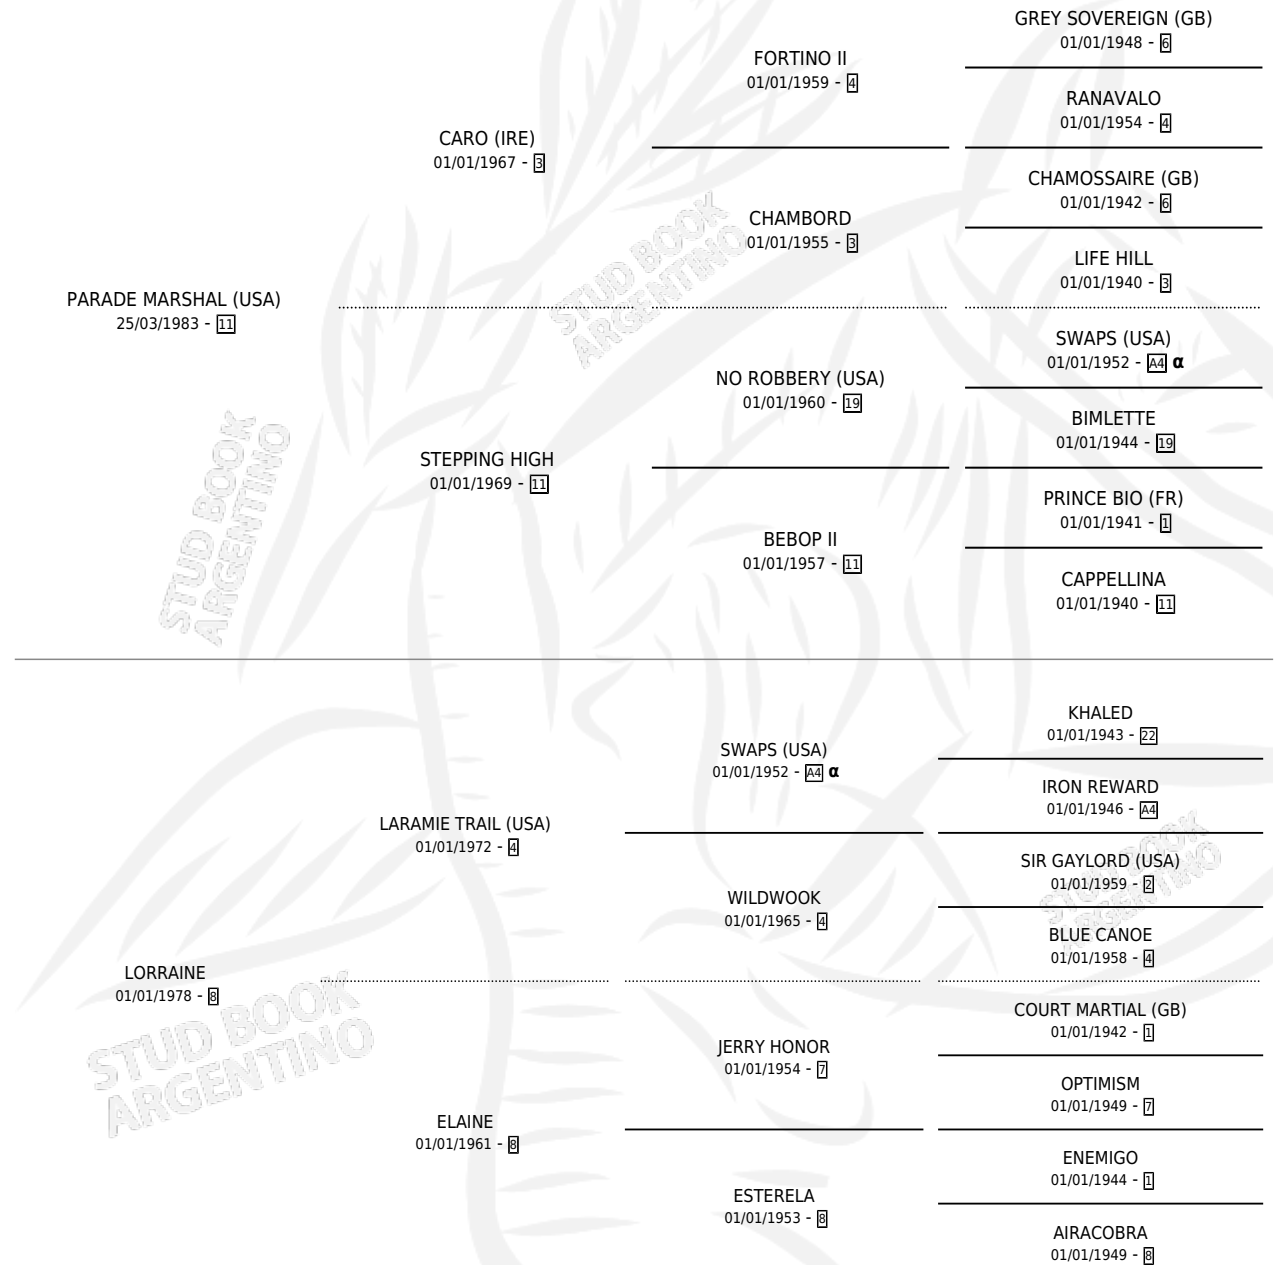 GREY SOVEREIGN (GB)
01/01/1948 - 6
FORTINO II
01/01/1959 - 4
RANAVALO
01/01/1954 - 4
CARO (IRE)
01/01/1967 - 3
CHAMOSSAIRE (GB)
01/01/1942 - 6
CHAMBORD
01/01/1955 - 3
LIFE HILL
01/01/1940 - 3
PARADE MARSHAL (USA)
25/03/1983 - 11
SWAPS (USA)
01/01/1952 - A4 α
NO ROBBERY (USA)
01/01/1960 - 19
BIMLETTE
01/01/1944 - 19
STEPPING HIGH
01/01/1969 - 11
PRINCE BIO (FR)
01/01/1941 - 1
BEBOP II
01/01/1957 - 11
CAPPELLINA
01/01/1940 - 11
KHALED
01/01/1943 - 22
SWAPS (USA)
01/01/1952 - A4 α
IRON REWARD
01/01/1946 - A4
LARAMIE TRAIL (USA)
01/01/1972 - 4
SIR GAYLORD (USA)
01/01/1959 - 2
WILDWOOK
01/01/1965 - 4
BLUE CANOE
01/01/1958 - 4
LORRAINE
01/01/1978 - 8
COURT MARTIAL (GB)
01/01/1942 - 1
JERRY HONOR
01/01/1954 - 7
OPTIMISM
01/01/1949 - 7
ELAINE
01/01/1961 - 8
ENEMIGO
01/01/1944 - 1
ESTERELA
01/01/1953 - 8
AIRACOBRA
01/01/1949 - 8
STUD BOOK
ARGENTINO
STUD BOOK
ARGENTINO
STUD BOOK
ARGENTINO
STUD BOOK
ARGENTINO